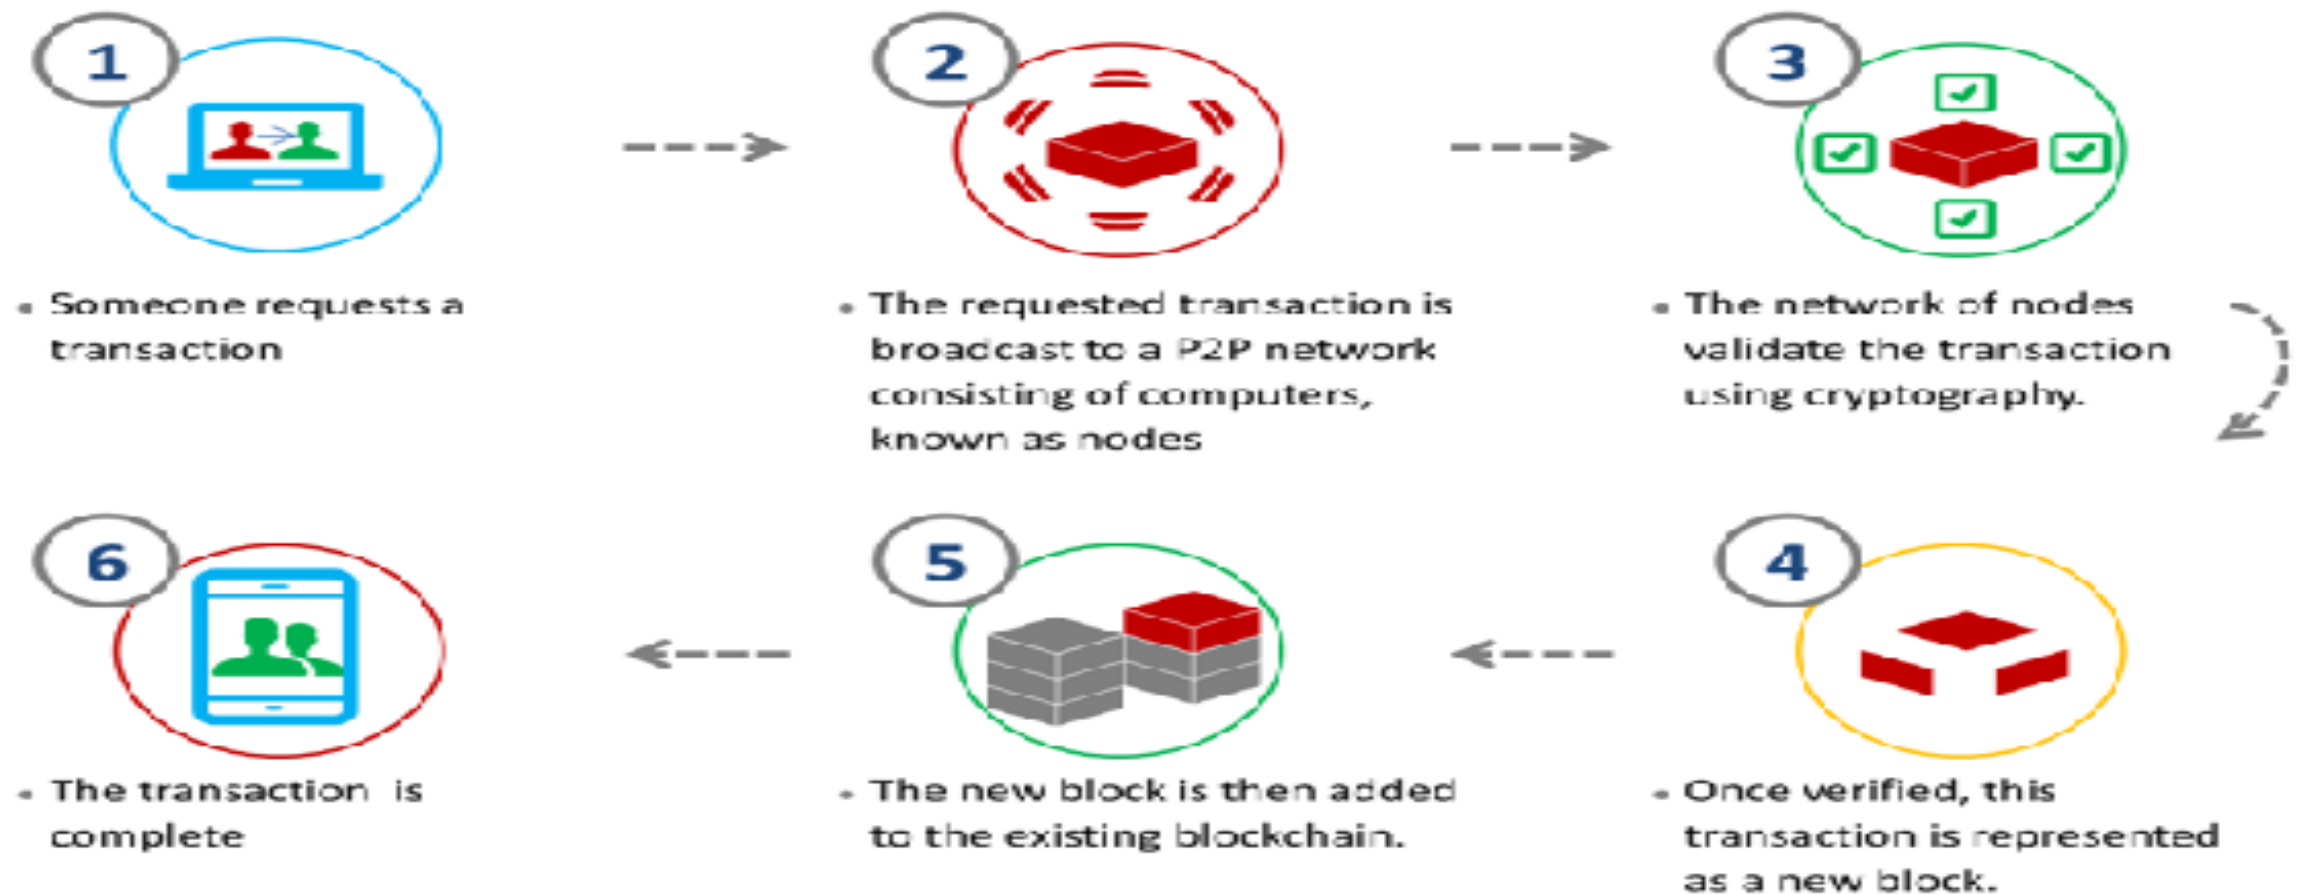 1
• Someone requests a
transaction
2
• The requested transaction is
broadcast to a P2P network
consisting of computers,
known as nodes
3
• The network of nodes
validate the transaction
using cryptography.
4
• Once verified, this
transaction is represented
as a new block.
5
• The new block is then added
to the existing blockchain.
6
• The transaction is
complete